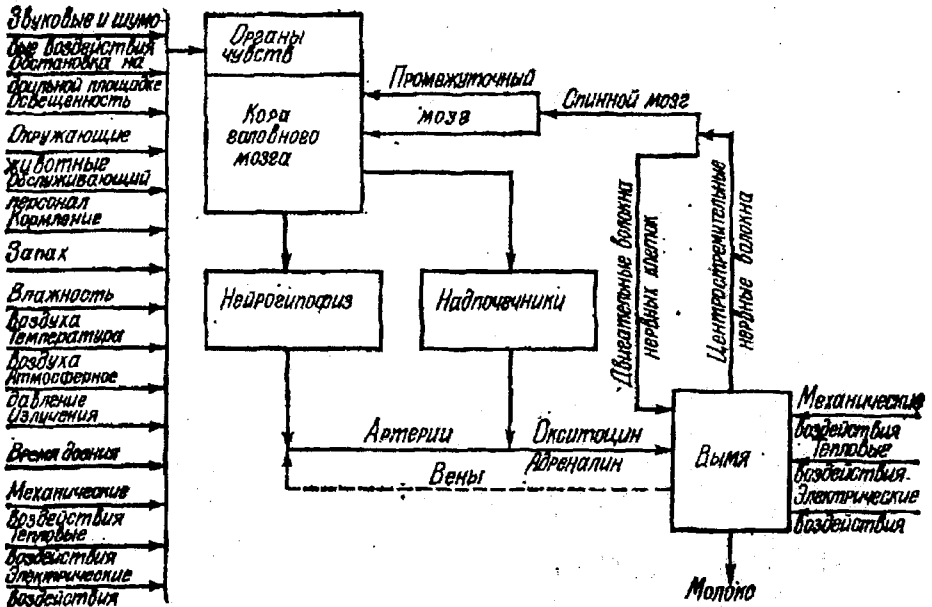 Звуковые и шумо-
вые воздействия
Обстановка на
доильной площадке
Освещенность
Окружающие
животные
Обслуживающий
персонал
Кормление
Запах
Влажность
воздуха
Температура
воздуха
Атмосферное
давление
Излучения
Время доения
Механические
воздействия
Тепловые
воздействия
Электрические
воздействия
Органы
чувств
Кора
головного
мозга
Промежуточный
мозг
Спинной мозг
Двигательные волокна
нервных клеток
Центростремительные
нервные волокна
Нейрогипофиз
Надпочечники
Артерии
Окситоцин
Адреналин
Вены
Вымя
Механические
воздействия
Тепловые
воздействия.
Электрические
воздействия
Молоко